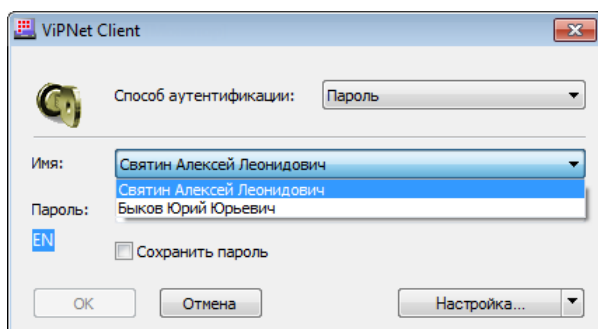 ViPNet Client
Способ аутентификации: Пароль
Имя: Святин Алексей Леонидович
Святин Алексей Леонидович
Пароль: Быков Юрий Юрьевич
EN
Сохранить пароль
OK Отмена Настройка...